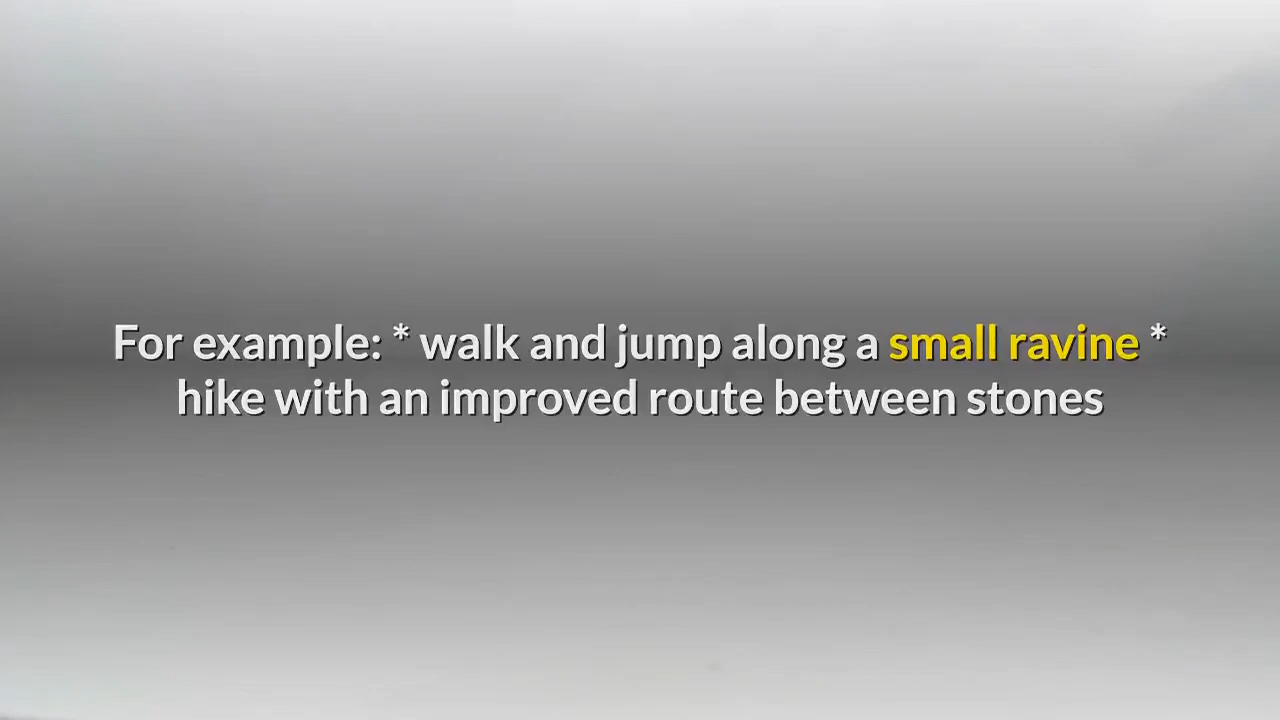 For example: * walk and jump along a small ravine *
hike with an improved route between stones